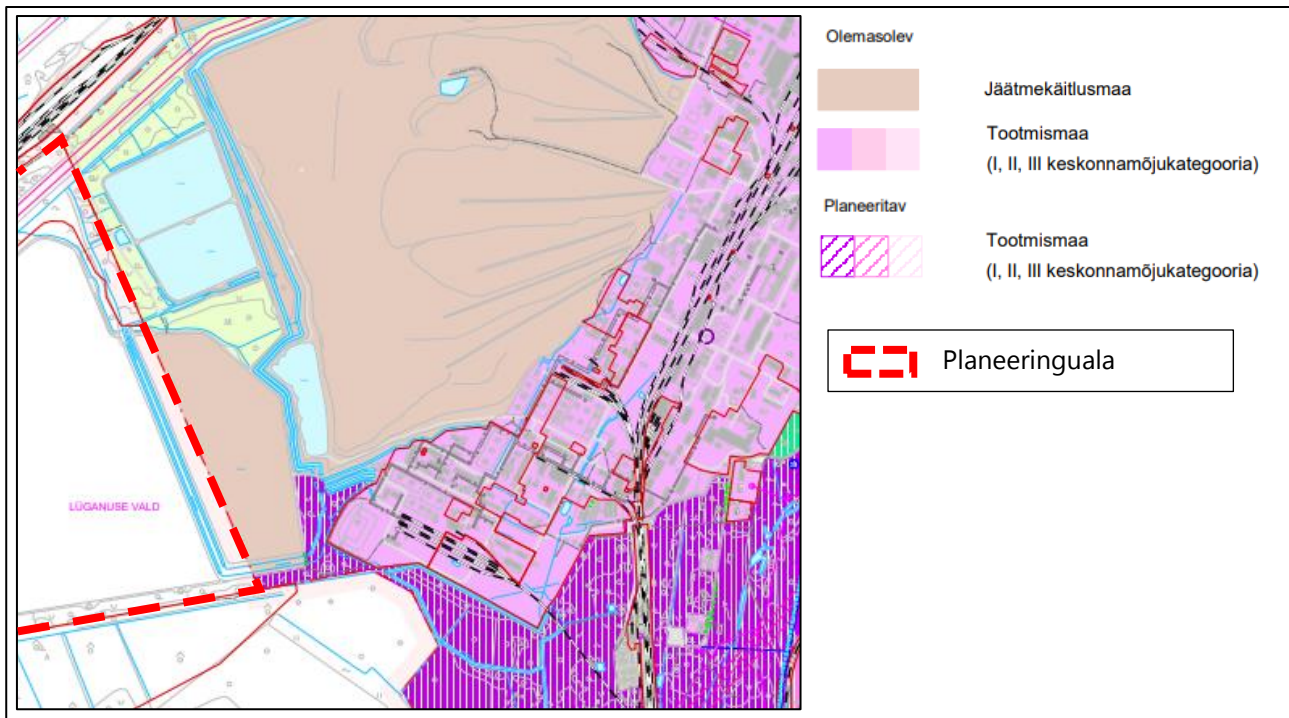 LÜGANUSE VALD
Olemasolev
Jäätmekäitlusmaa
Tootmismaa
(I, II, III keskonnamõjukategooria)
Planeeritav
Tootmismaa
(I, II, III keskonnamõjukategooria)
Planeeringuala